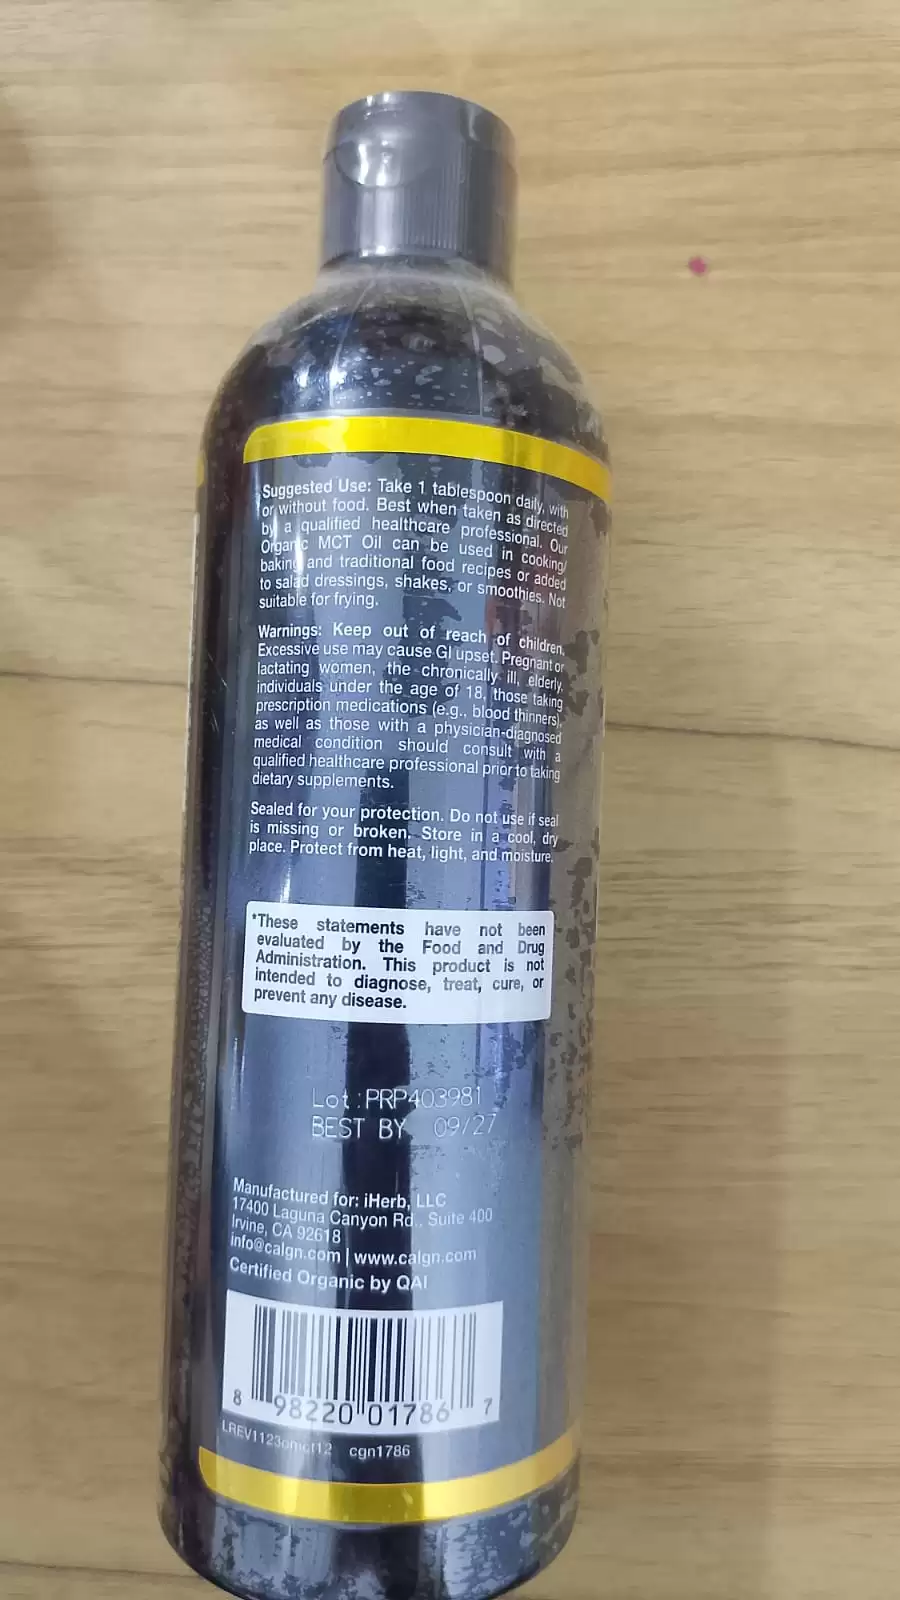 Suggested Use: Take 1 tablespoon daily, with
or without food. Best when taken as directed
by a qualified healthcare professional. Our
Organic MCT Oil can be used in cooking/
baking and traditional food recipes or added
to salad dressings, shakes, or smoothies. Not
suitable for frying.
Warnings: Keep out of reach of children.
Excessive use may cause GI upset. Pregnant or
lactating women, the chronically ill, elderly,
individuals under the age of 18, those taking
prescription medications (e.g., blood thinners),
as well as those with a physician-diagnosed
medical condition should consult with a
qualified healthcare professional prior to taking
dietary supplements.
Sealed for your protection. Do not use if seal
is missing or broken. Store in a cool, dry
place. Protect from heat, light, and moisture.
*These statements have not been
evaluated by the Food and Drug
Administration. This product is not
intended to diagnose, treat, cure, or
prevent any disease.
Lot:PRP403981
BEST BY 09/27
Manufactured for: iHerb, LLC
17400 Laguna Canyon Rd., Suite 400
Irvine, CA 92618
info@calgn.com | www.calgn.com
Certified Organic by QAI
8 98220 01786 7
LREV1123omct12 cgn1786